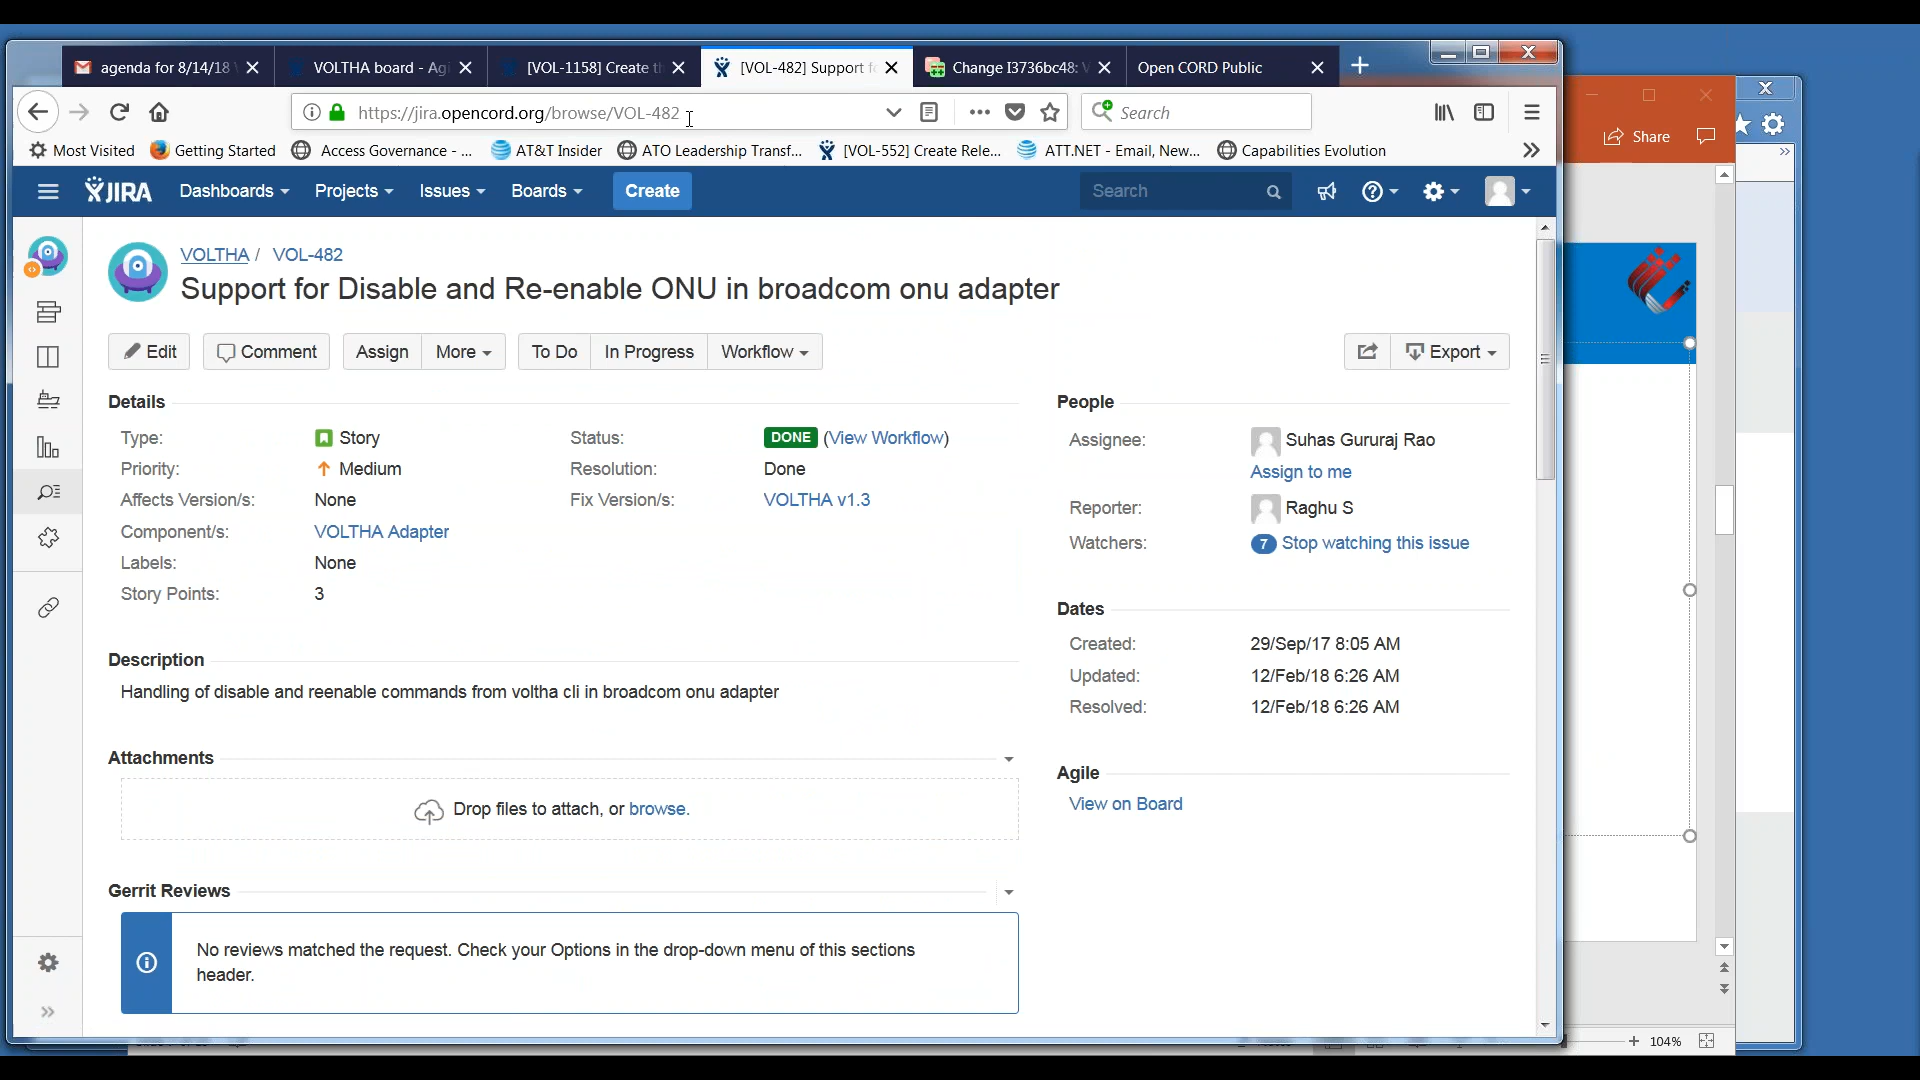 agenda for 8/14/18
VOLTHA board - Agi
[VOL-1158] Create th
[VOL-482] Support fo
Change I3736bc48: V
Open CORD Public
https://jira.opencord.org/browse/VOL-482
Search
Most Visited
Getting Started
Access Governance - ...
AT&T Insider
ATO Leadership Transf...
[VOL-552] Create Rele...
ATT.NET - Email, New...
Capabilities Evolution
Share
JIRA
Dashboards
Projects
Issues
Boards
Create
Search
VOLTHA / VOL-482
Support for Disable and Re-enable ONU in broadcom onu adapter
Edit
Comment
Assign
More
To Do
In Progress
Workflow
Export
Details
Type: Story
Status: DONE (View Workflow)
Priority: Medium
Resolution: Done
Affects Version/s: None
Fix Version/s: VOLTHA v1.3
Component/s: VOLTHA Adapter
Labels: None
Story Points: 3
People
Assignee: Suhas Gururaj Rao
Assign to me
Reporter: Raghu S
Watchers: 7 Stop watching this issue
Dates
Created: 29/Sep/17 8:05 AM
Updated: 12/Feb/18 6:26 AM
Resolved: 12/Feb/18 6:26 AM
Description
Handling of disable and reenable commands from voltha cli in broadcom onu adapter
Attachments
Drop files to attach, or browse.
Agile
View on Board
Gerrit Reviews
No reviews matched the request. Check your Options in the drop-down menu of this sections
header.
104%